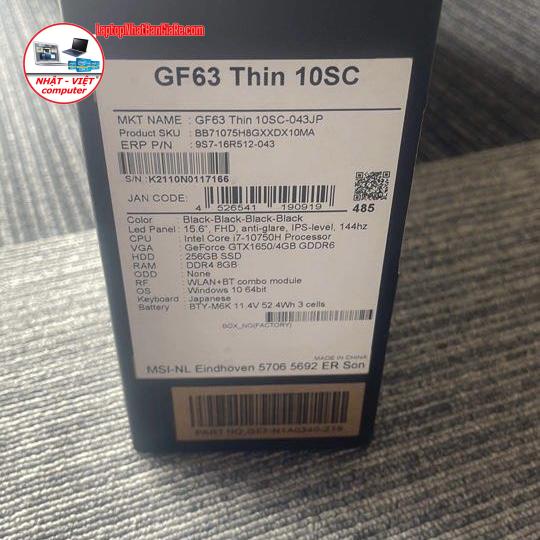 LaptopNhatBanGiaRe.com
NHẬT - VIỆT
computer
GF63 Thin 10SC
MKT NAME : GF63 Thin 10SC-043JP
Product SKU : BB71075H8GXXDX10MA
ERP P/N : 9S7-16R512-043
S/N : K2110N0117166
JAN CODE:
4 526541 190919
485
Color : Black-Black-Black-Black
Led Panel : 15.6", FHD, anti-glare, IPS-level, 144hz
CPU : Intel Core i7-10750H Processor
VGA : GeForce GTX1650/4GB GDDR6
HDD : 256GB SSD
RAM : DDR4 8GB
ODD : None
RF : WLAN+BT combo module
OS : Windows 10 64bit
Keyboard : Japanese
Battery : BTY-M6K 11.4V 52.4Wh 3 cells
BOX_NO(FACTORY)
MADE IN CHINA
MSI-NL Eindhoven 5706 5692 ER Son
PART NO.